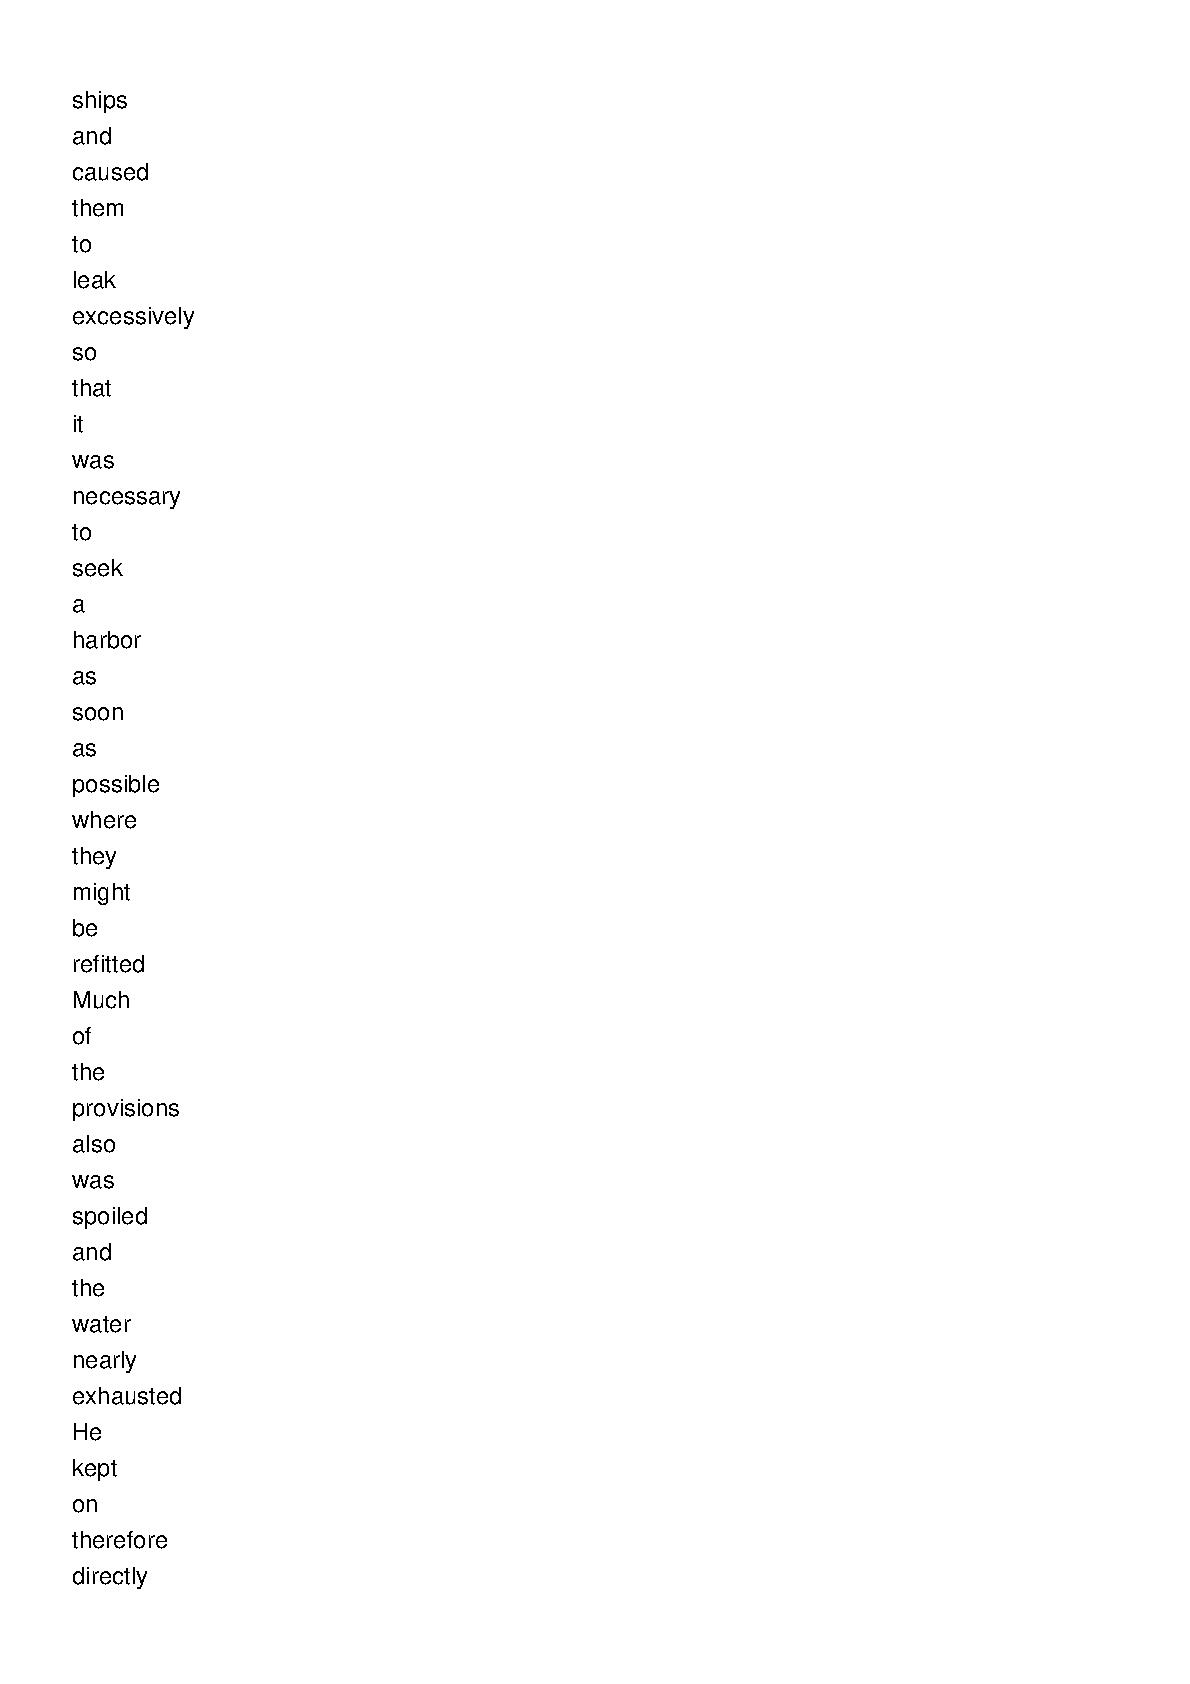 ships
and
caused
them
to
leak
excessively
so
that
it
was
necessary
to
seek
a
harbor
as
soon
as
possible
where
they
might
be
refitted
Much
of
the
provisions
also
was
spoiled
and
the
water
nearly
exhausted
He
kept
on
therefore
directly